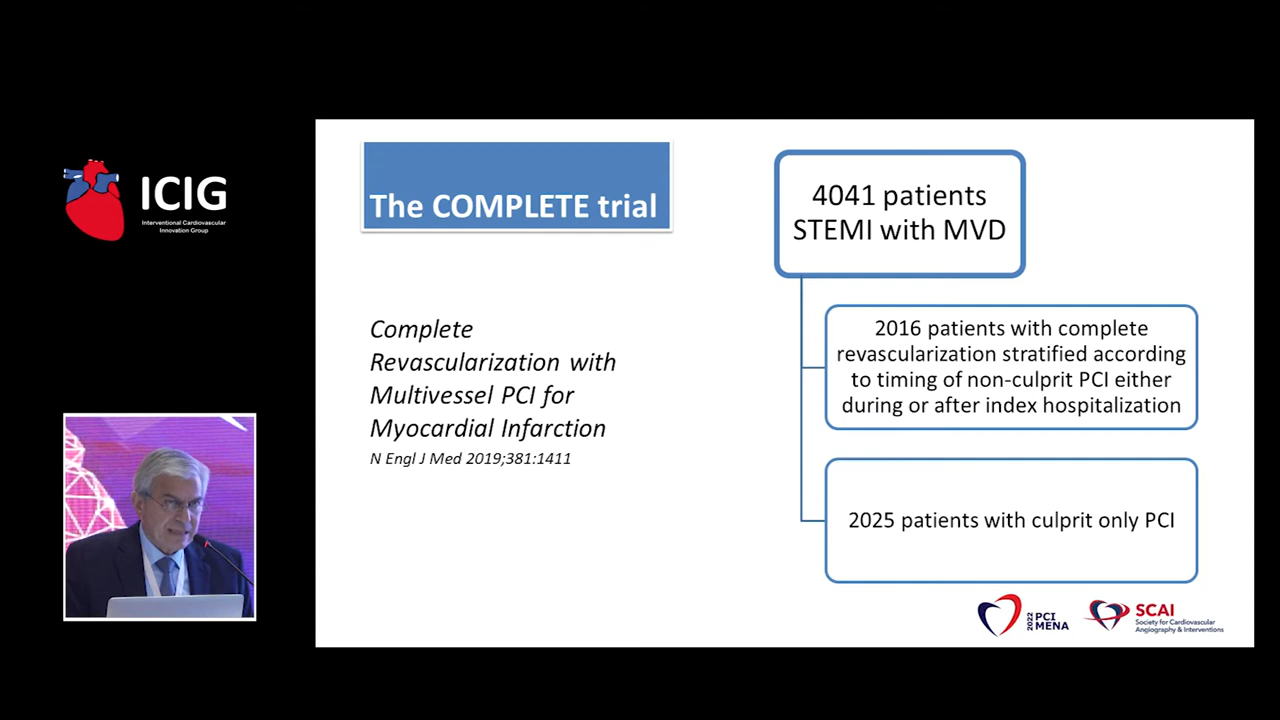 ICIG
Interventional Cardiovascular
Innovation Group
The COMPLETE trial
Complete
Revascularization with
Multivessel PCI for
Myocardial Infarction
N Engl J Med 2019;381:1411
4041 patients
STEMI with MVD
2016 patients with complete
revascularization stratified according
to timing of non-culprit PCI either
during or after index hospitalization
2025 patients with culprit only PCI
2022
PCI
MENA
SCAI
Society for Cardiovascular
Angiography & Interventions